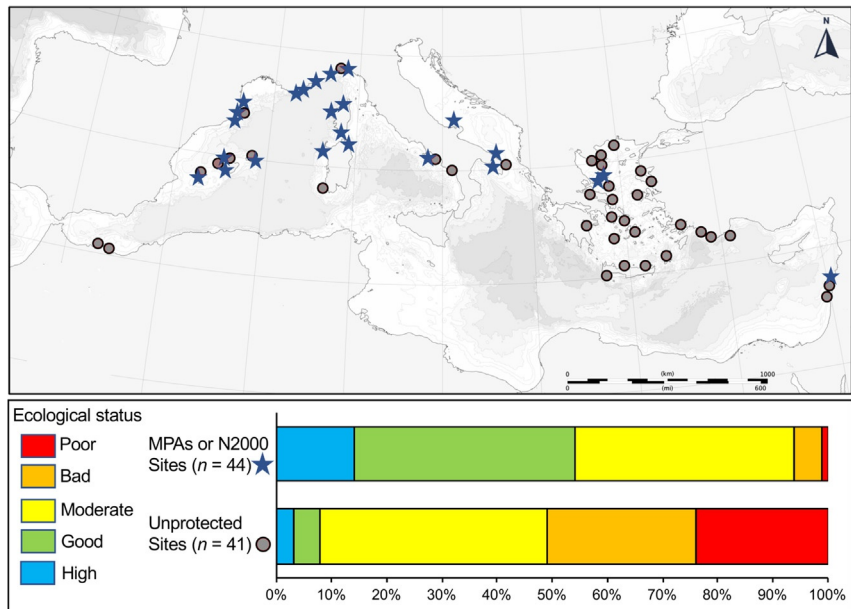 N
0 (km) 1000
0 (mi) 600
Ecological status
Poor
Bad
Moderate
Good
High
MPAs or N2000
Sites (n = 44)
Unprotected
Sites (n = 41)
0% 10% 20% 30% 40% 50% 60% 70% 80% 90% 100%